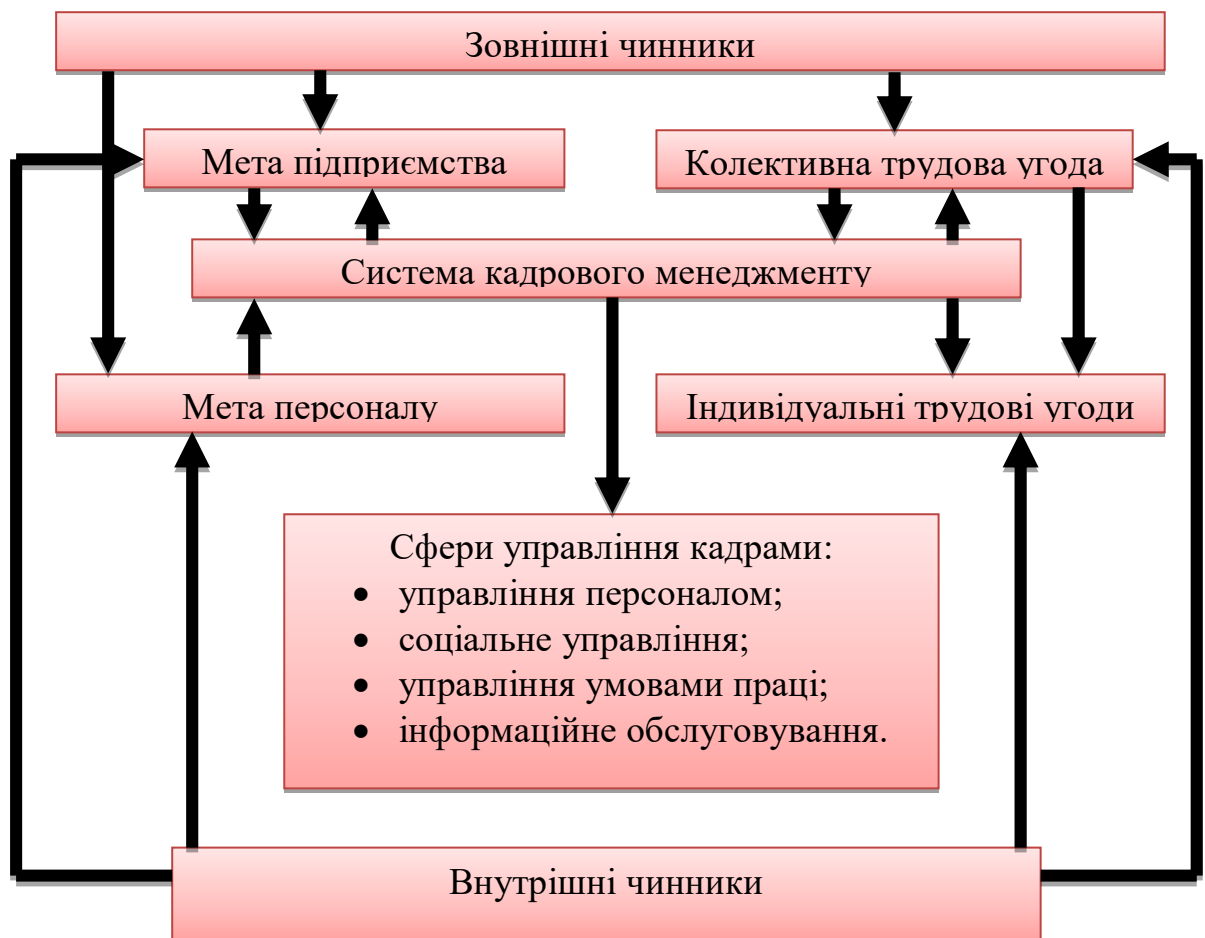 Зовнішні чинники
Мета підприємства
Колективна трудова угода
Система кадрового менеджменту
Мета персоналу
Індивідуальні трудові угоди
Сфери управління кадрами:
• управління персоналом;
• соціальне управління;
• управління умовами праці;
• інформаційне обслуговування.
Внутрішні чинники